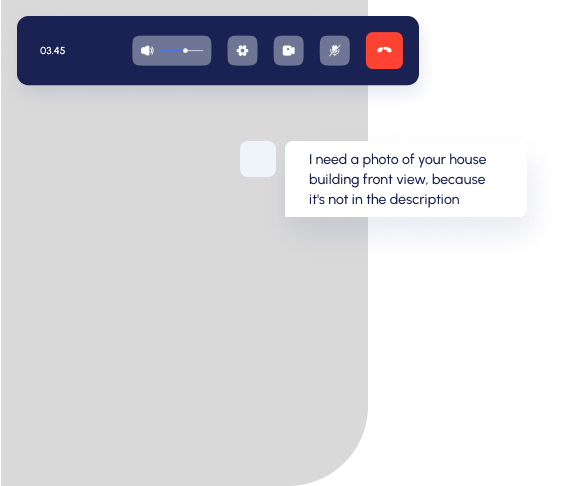 03.45
I need a photo of your house
building front view, because
it's not in the description